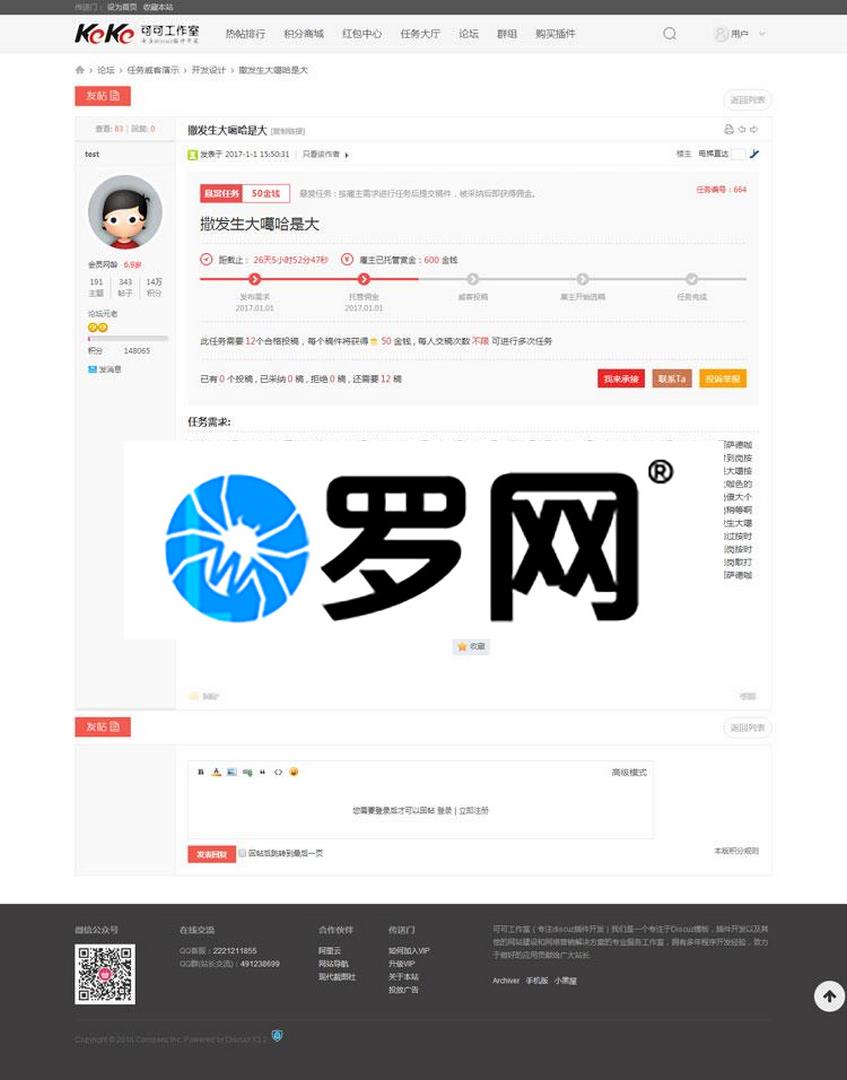 传送门： 设为首页 收藏本站
KeKe 可可工作室
热帖排行 积分商城 红包中心 任务大厅 论坛 群组 购买插件
用户
论坛 › 任务威客演示 › 开发设计 › 撒发生大噶哈是大
发帖
返回列表
查看: 83 | 回复: 0
撒发生大噶哈是大 [复制链接]
test
发表于 2017-1-1 15:50:31 | 只看该作者
楼主 电梯直达
悬赏任务 50金钱
悬赏任务：按雇主需求进行任务后提交稿件，被采纳后即获得佣金。
任务编号：664
撒发生大噶哈是大
会员网龄：6.9岁
距截止： 26天5小时52分47秒
雇主已托管赏金：600 金钱
191 343 14万
主题 帖子 积分
发布需求 托管佣金 威客投稿 雇主开始选稿 任务完成
2017.01.01 2017.01.01
论坛元老
积分 148065
发消息
此任务需要 12个合格投稿，每个稿件将获得 50 金钱 , 每人交稿次数 不限 可进行多次任务
已有 0 个投稿 , 已采纳 0 稿 , 拒绝 0 稿 , 还需要 12 稿
我来承接 联系Ta 投诉举报
任务需求:
罗网®
收藏
发帖
返回列表
B A
高级模式
您需要登录后才可以回帖 登录 | 立即注册
发表回复
回帖后跳转到最后一页
本版积分规则
微信公众号 在线交流 合作伙伴 传送门
QQ客服：2221211855
QQ群(站长交流)：491238699
阿里云
网站导航
现代裁图社
如何加入VIP
升级VIP
关于本站
投放广告
可可工作室（专注discuz插件开发）我们是一个专注于Discuz模板，插件开发以及其
他的网站建设和网络营销解决方案的专业服务工作室，拥有多年程序开发经验，致力
于做好的应用贡献给广大站长
Archiver 手机版 小黑屋